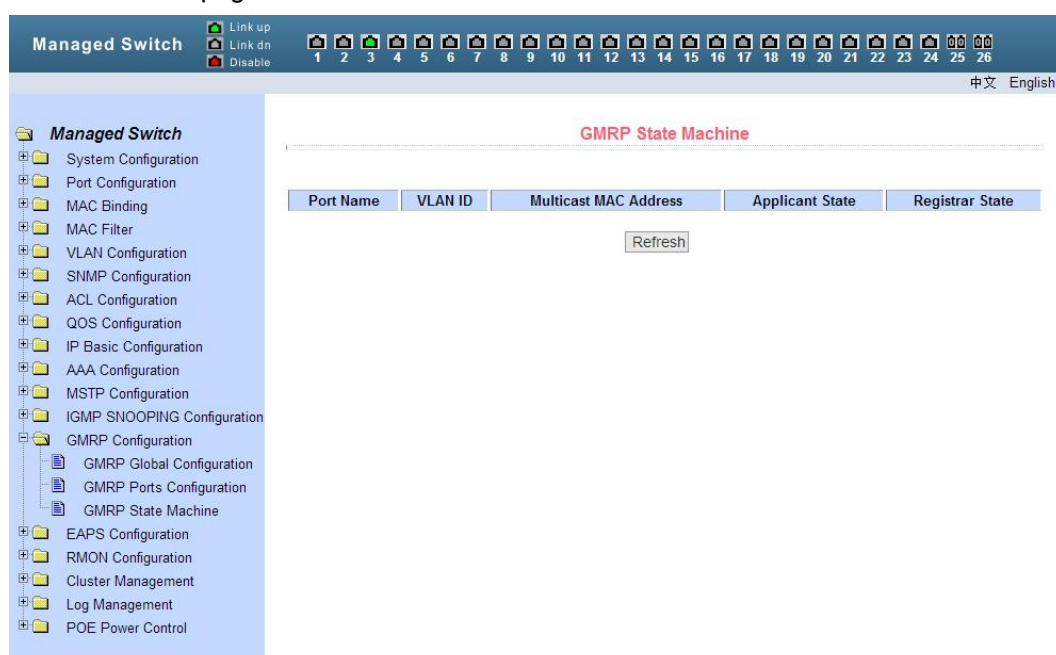 Managed Switch
Link up
Link dn
Disable
1 2 3 4 5 6 7 8 9 10 11 12 13 14 15 16 17 18 19 20 21 22 23 24 25 26
中文 English
Managed Switch
System Configuration
Port Configuration
MAC Binding
MAC Filter
VLAN Configuration
SNMP Configuration
ACL Configuration
QOS Configuration
IP Basic Configuration
AAA Configuration
MSTP Configuration
IGMP SNOOPING Configuration
GMRP Configuration
GMRP Global Configuration
GMRP Ports Configuration
GMRP State Machine
EAPS Configuration
RMON Configuration
Cluster Management
Log Management
POE Power Control
GMRP State Machine
Port Name VLAN ID Multicast MAC Address Applicant State Registrar State
Refresh